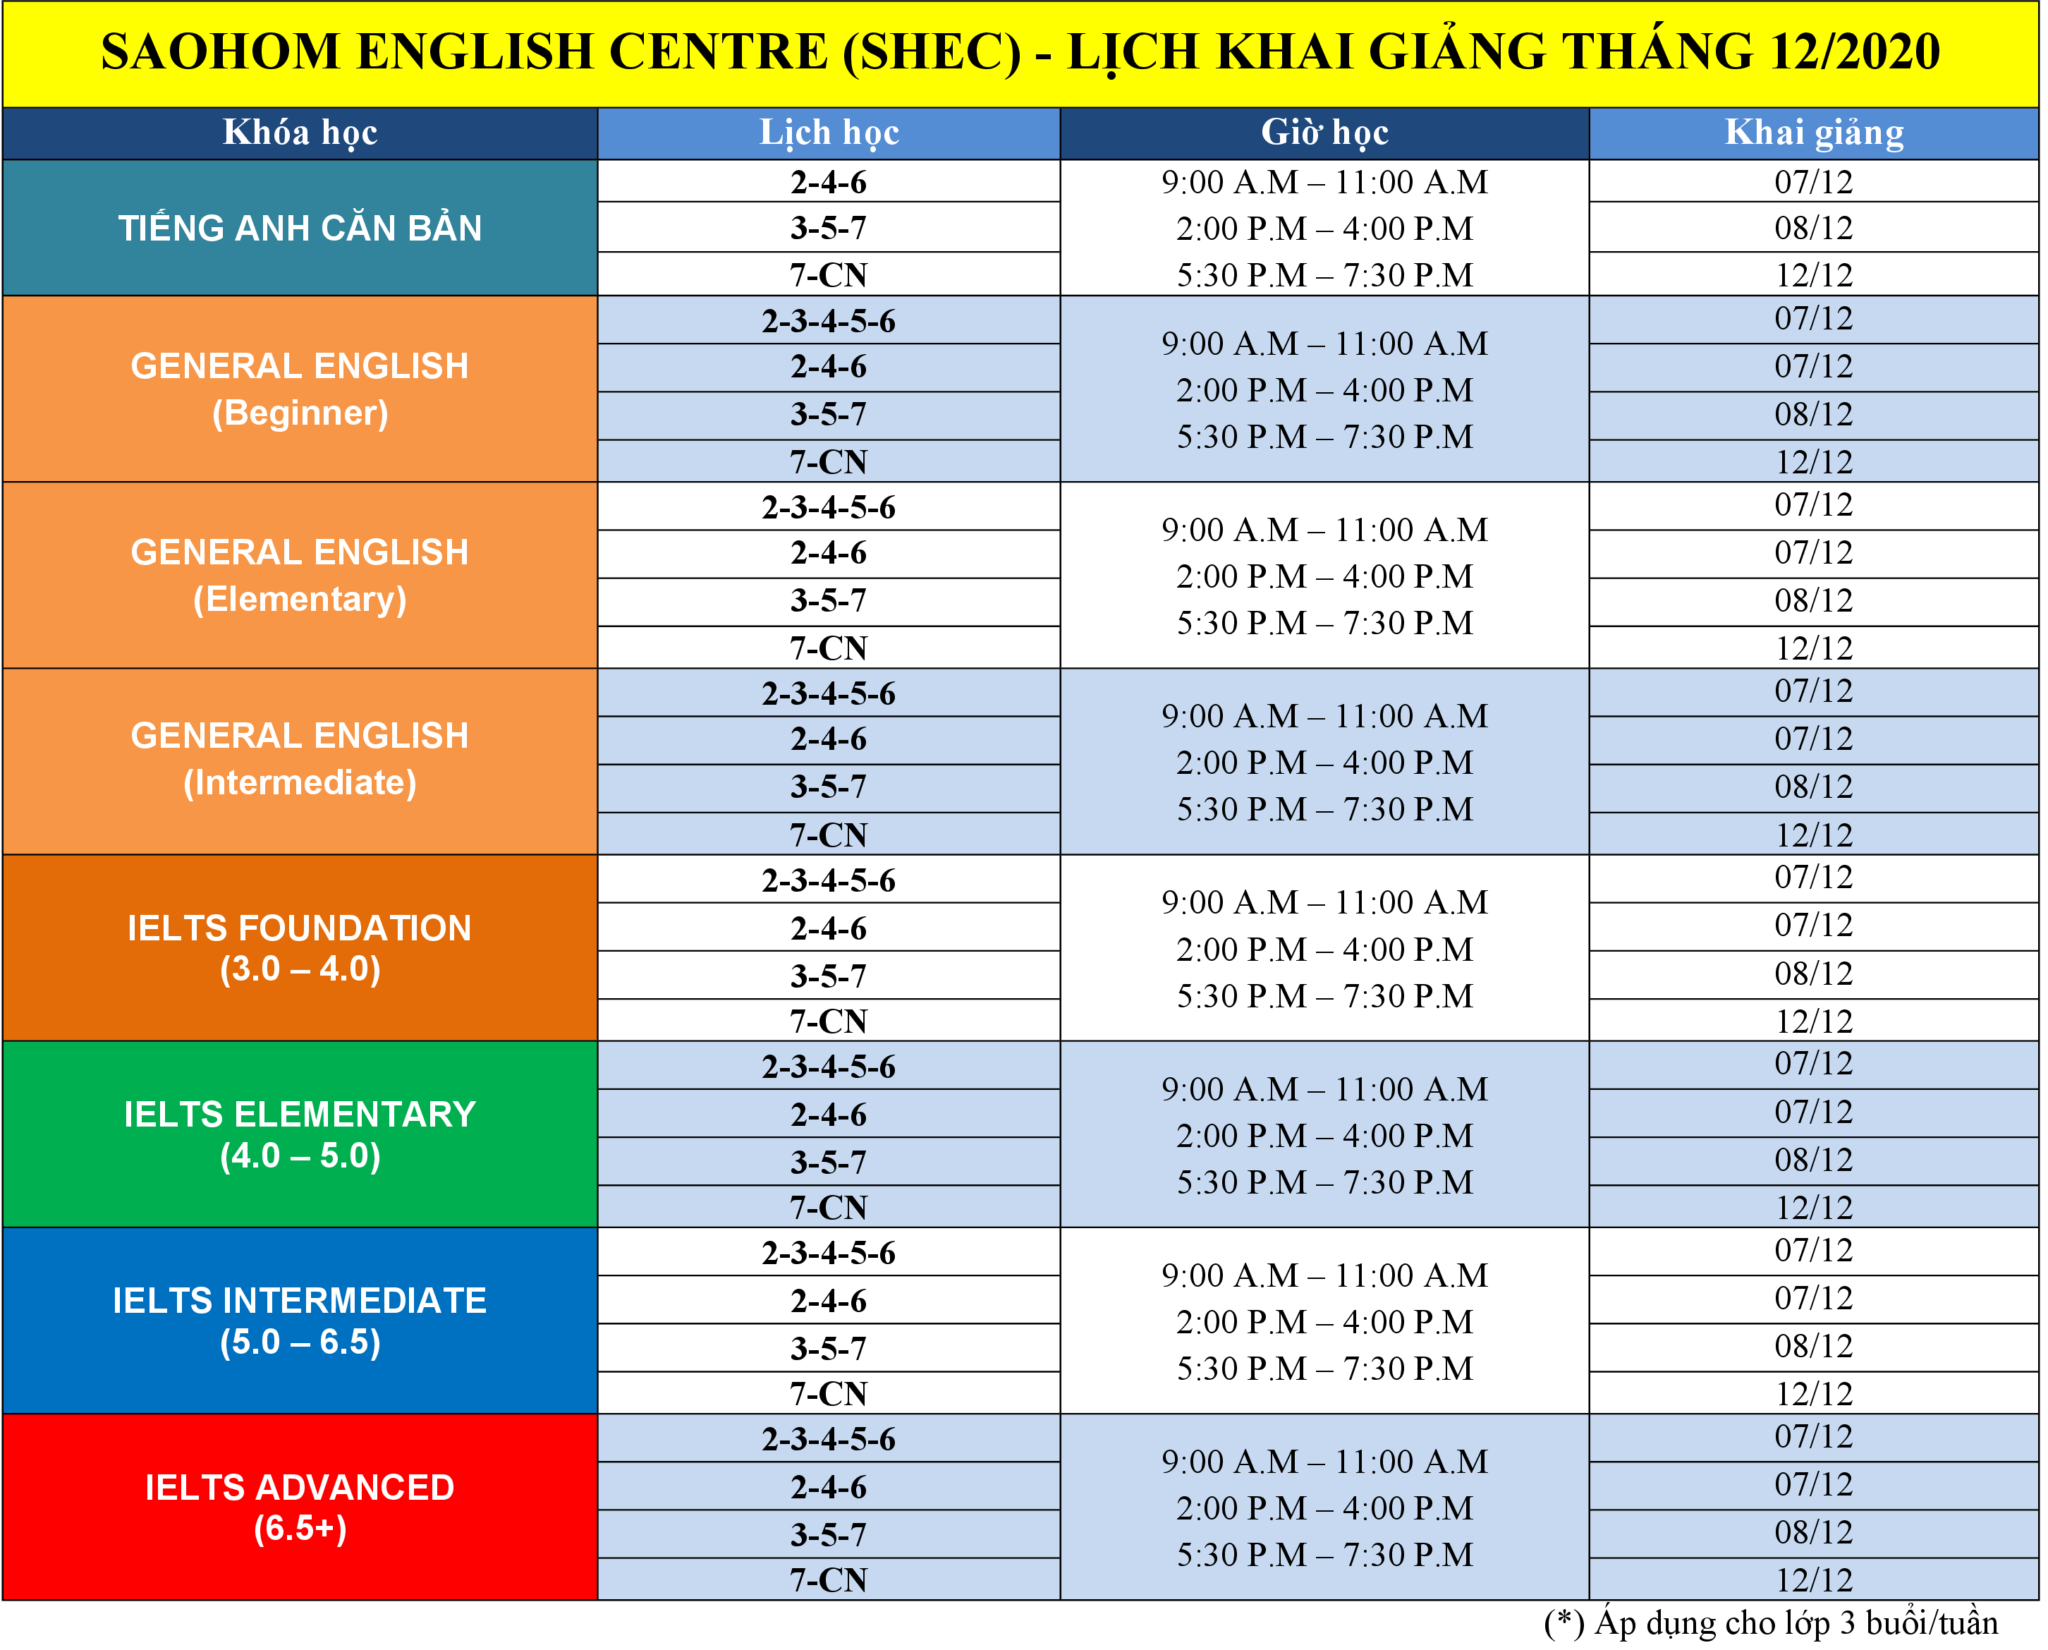 SAOHOM ENGLISH CENTRE (SHEC) - LỊCH KHAI GIẢNG THÁNG 12/2020
Khóa học Lịch học Giờ học Khai giảng
TIẾNG ANH CĂN BẢN
2-4-6 9:00 A.M – 11:00 A.M 07/12
3-5-7 2:00 P.M – 4:00 P.M 08/12
7-CN 5:30 P.M – 7:30 P.M 12/12
GENERAL ENGLISH
(Beginner)
2-3-4-5-6
2-4-6
3-5-7
7-CN
9:00 A.M – 11:00 A.M
2:00 P.M – 4:00 P.M
5:30 P.M – 7:30 P.M
07/12
07/12
08/12
12/12
GENERAL ENGLISH
(Elementary)
2-3-4-5-6
2-4-6
3-5-7
7-CN
9:00 A.M – 11:00 A.M
2:00 P.M – 4:00 P.M
5:30 P.M – 7:30 P.M
07/12
07/12
08/12
12/12
GENERAL ENGLISH
(Intermediate)
2-3-4-5-6
2-4-6
3-5-7
7-CN
9:00 A.M – 11:00 A.M
2:00 P.M – 4:00 P.M
5:30 P.M – 7:30 P.M
07/12
07/12
08/12
12/12
IELTS FOUNDATION
(3.0 – 4.0)
2-3-4-5-6
2-4-6
3-5-7
7-CN
9:00 A.M – 11:00 A.M
2:00 P.M – 4:00 P.M
5:30 P.M – 7:30 P.M
07/12
07/12
08/12
12/12
IELTS ELEMENTARY
(4.0 – 5.0)
2-3-4-5-6
2-4-6
3-5-7
7-CN
9:00 A.M – 11:00 A.M
2:00 P.M – 4:00 P.M
5:30 P.M – 7:30 P.M
07/12
07/12
08/12
12/12
IELTS INTERMEDIATE
(5.0 – 6.5)
2-3-4-5-6
2-4-6
3-5-7
7-CN
9:00 A.M – 11:00 A.M
2:00 P.M – 4:00 P.M
5:30 P.M – 7:30 P.M
07/12
07/12
08/12
12/12
IELTS ADVANCED
(6.5+)
2-3-4-5-6
2-4-6
3-5-7
7-CN
9:00 A.M – 11:00 A.M
2:00 P.M – 4:00 P.M
5:30 P.M – 7:30 P.M
07/12
07/12
08/12
12/12
(*) Áp dụng cho lớp 3 buổi/tuần